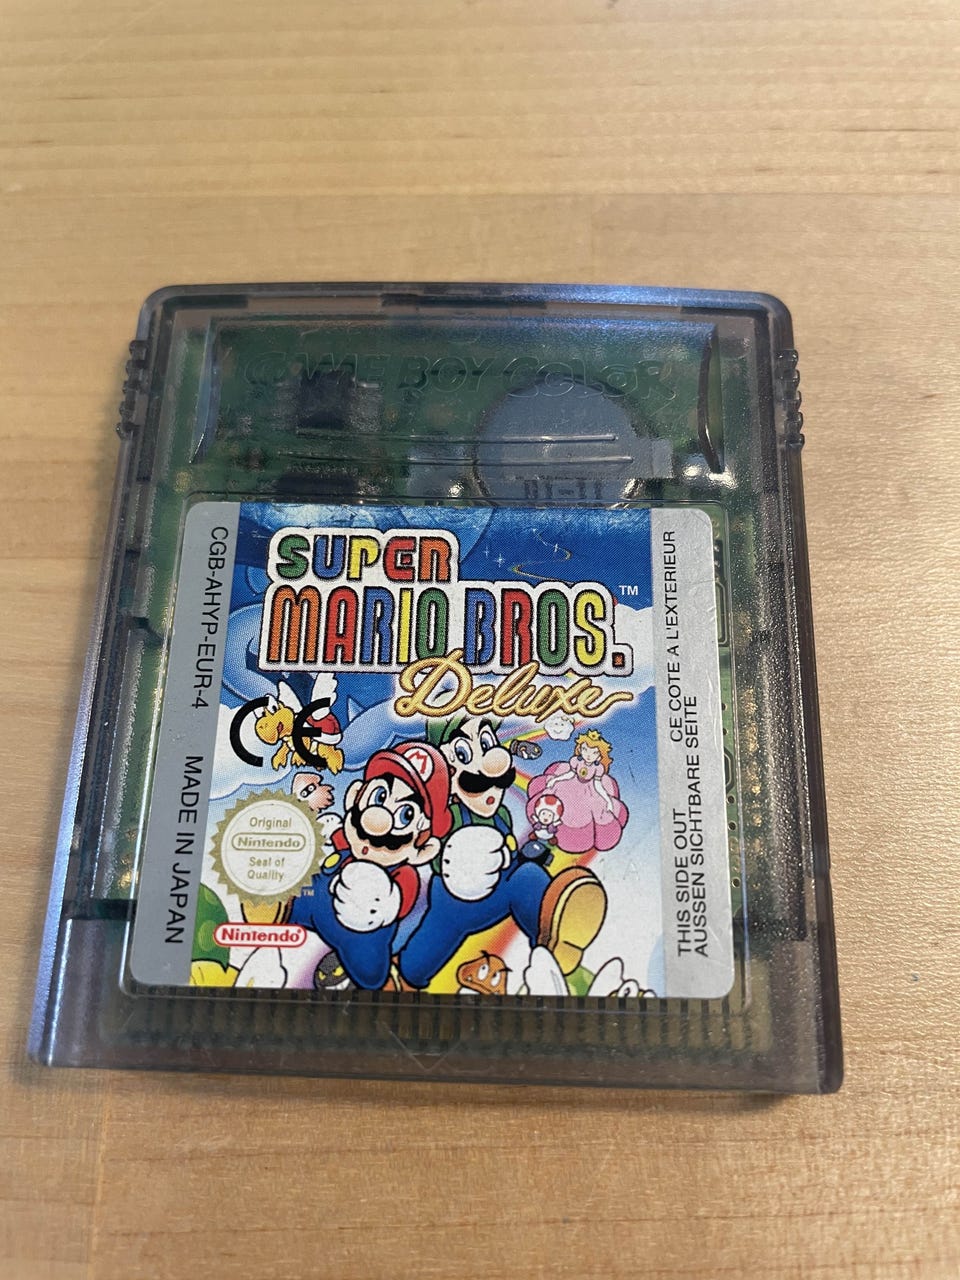 GAME BOY COLOR
CGB-AHYP-EUR-4 MADE IN JAPAN
SUPER
MARIO BROS.™
Deluxe
CE
M
Original
Nintendo
Seal of
Quality
TM
Nintendo
THIS SIDE OUT CE COTE A L'EXTERIEUR
AUSSEN SICHTBARE SEITE